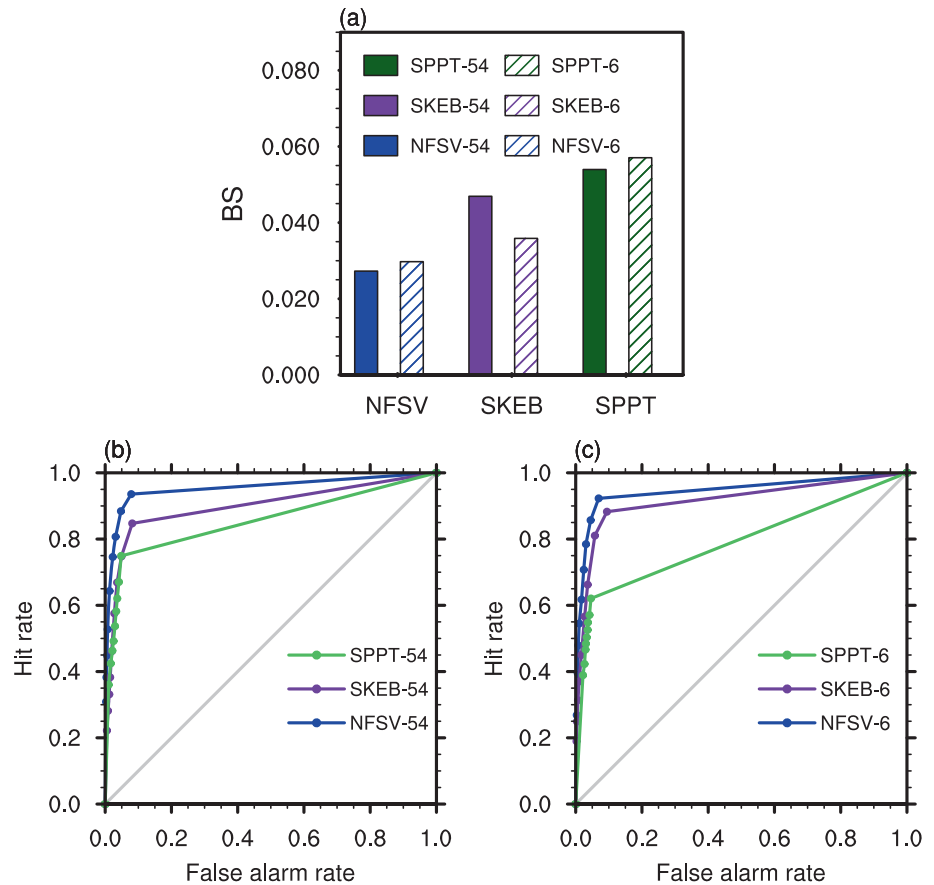 (a)
BS
0.080
0.060
0.040
0.020
0.000
SPPT-54
SPPT-6
SKEB-54
SKEB-6
NFSV-54
NFSV-6
NFSV
SKEB
SPPT
(b)
Hit rate
1.0
0.8
0.6
0.4
0.2
0.0
SPPT-54
SKEB-54
NFSV-54
0.0 0.2 0.4 0.6 0.8 1.0
False alarm rate
(c)
Hit rate
1.0
0.8
0.6
0.4
0.2
0.0
SPPT-6
SKEB-6
NFSV-6
0.0 0.2 0.4 0.6 0.8 1.0
False alarm rate